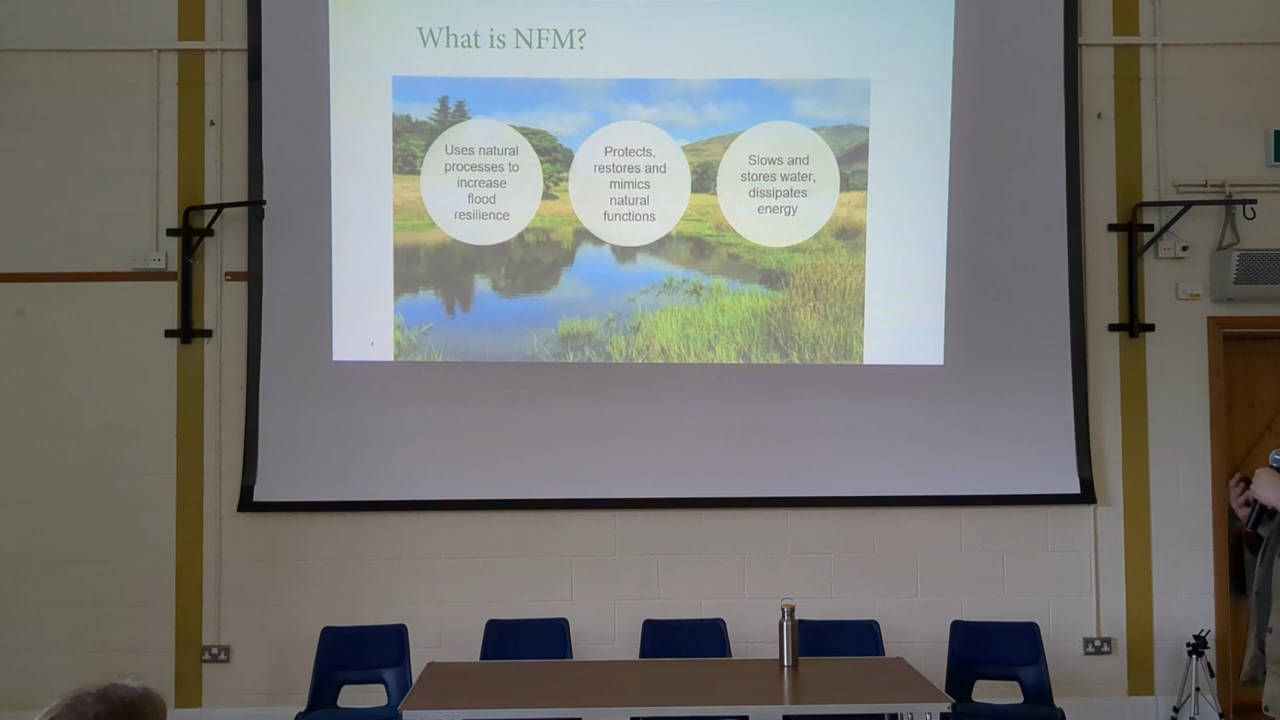 What is NFM?
Uses natural
processes to
increase
flood
resilience
Protects,
restores and
mimics
natural
functions
Slows and
stores water,
dissipates
energy